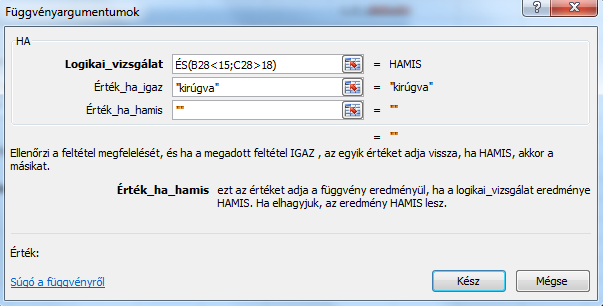 Függvényargumentumok
HA
Logikai_vizsgálat ÉS(B28<15;C28>18) = HAMIS
Érték_ha_igaz "kirúgva" = "kirúgva"
Érték_ha_hamis "" = ""
= ""
Ellenőrzi a feltétel megfelelését, és ha a megadott feltétel IGAZ , az egyik értéket adja vissza, ha HAMIS, akkor a
másikat.
Érték_ha_hamis ezt az értéket adja a függvény eredményül, ha a logikai_vizsgálat eredménye
HAMIS. Ha elhagyjuk, az eredmény HAMIS lesz.
Érték:
Súgó a függvényről Kész Mégse